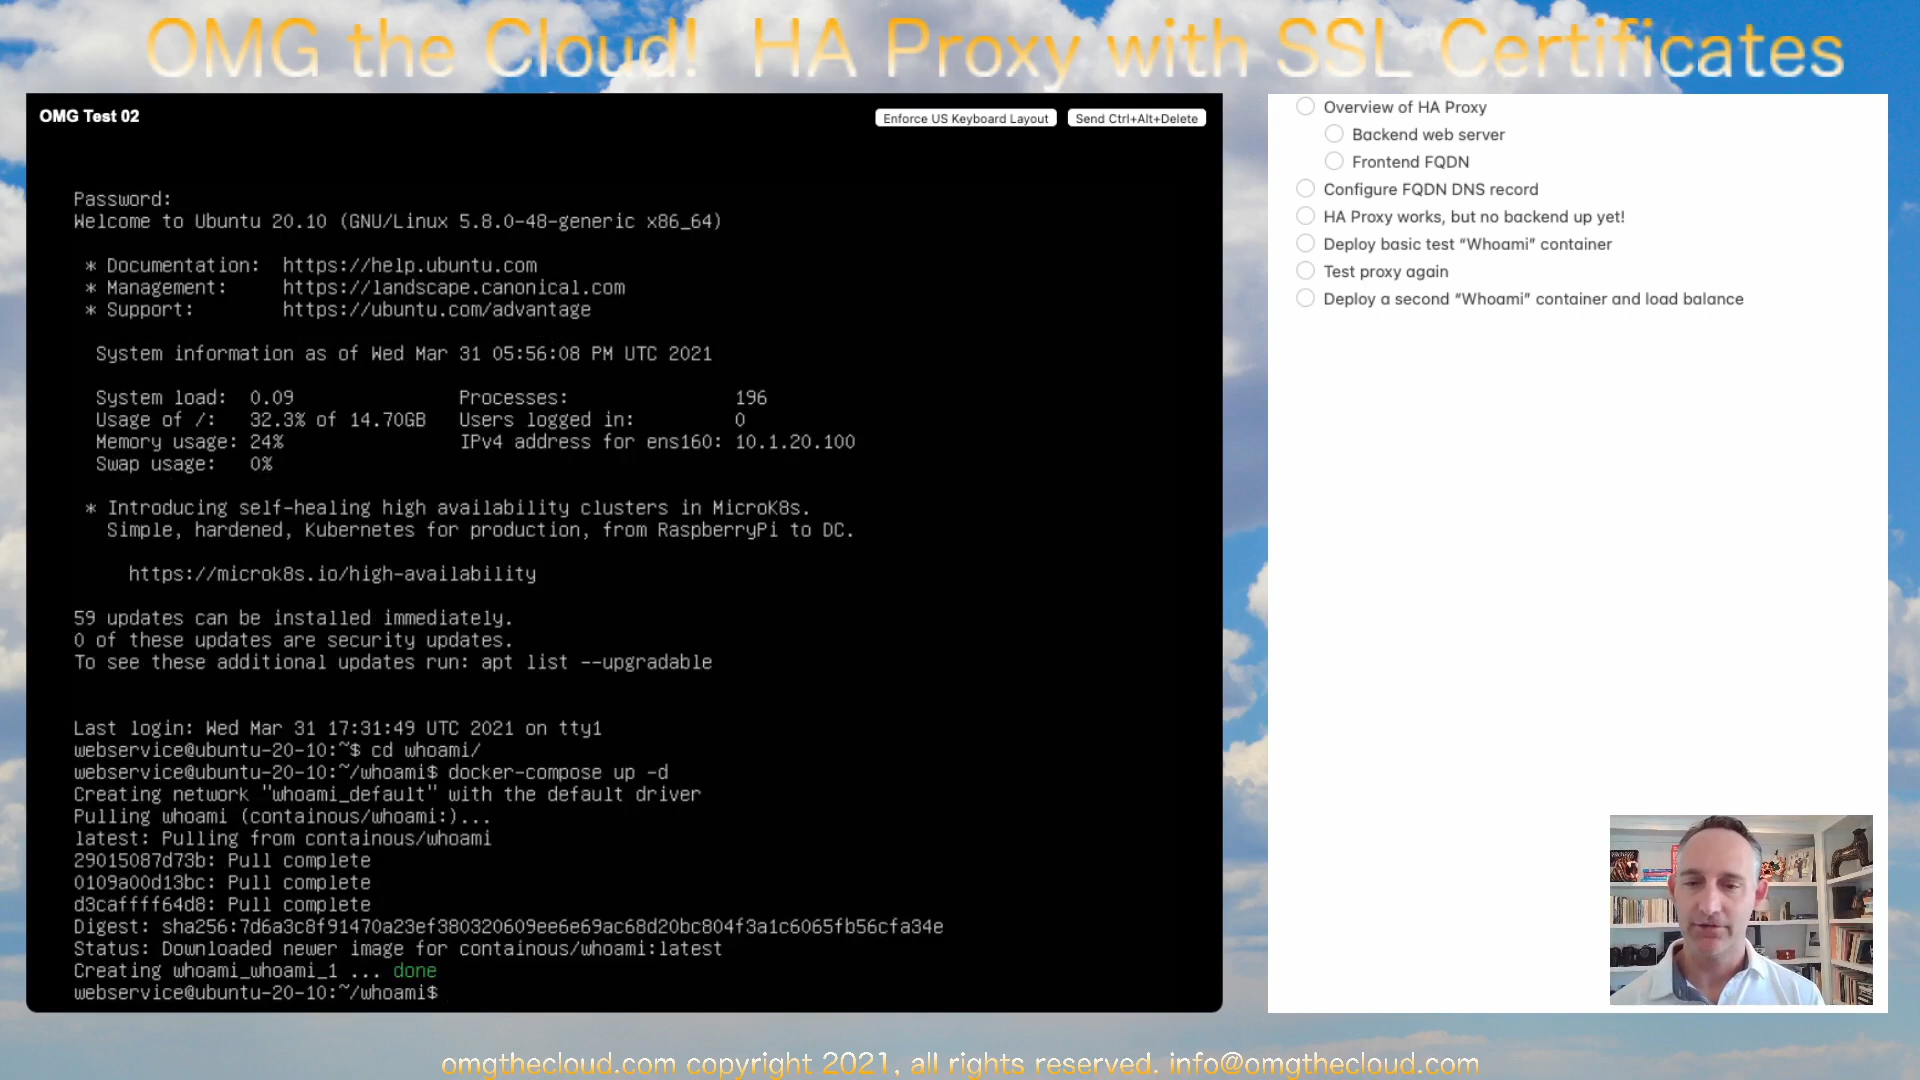 OMG the Cloud! HA Proxy with SSL Certificates
OMG Test 02
Enforce US Keyboard Layout
Send Ctrl+Alt+Delete
Password:
Welcome to Ubuntu 20.10 (GNU/Linux 5.8.0-48-generic x86_64)
* Documentation: https://help.ubuntu.com
* Management: https://landscape.canonical.com
* Support: https://ubuntu.com/advantage
System information as of Wed Mar 31 05:56:08 PM UTC 2021
System load: 0.09 Processes: 196
Usage of /: 32.3% of 14.70GB Users logged in: 0
Memory usage: 24% IPv4 address for ens160: 10.1.20.100
Swap usage: 0%
* Introducing self-healing high availability clusters in MicroK8s.
Simple, hardened, Kubernetes for production, from RaspberryPi to DC.
https://microk8s.io/high-availability
59 updates can be installed immediately.
0 of these updates are security updates.
To see these additional updates run: apt list --upgradable
Last login: Wed Mar 31 17:31:49 UTC 2021 on tty1
webservice@ubuntu-20-10:~$ cd whoami/
webservice@ubuntu-20-10:~/whoami$ docker-compose up -d
Creating network "whoami_default" with the default driver
Pulling whoami (containous/whoami:)...
latest: Pulling from containous/whoami
29015087d73b: Pull complete
0109a00d13bc: Pull complete
d3caffff64d8: Pull complete
Digest: sha256:7d6a3c8f91470a23ef380320609ee6e69ac68d20bc804f3a1c6065fb56cfa34e
Status: Downloaded newer image for containous/whoami:latest
Creating whoami_whoami_1 ... done
webservice@ubuntu-20-10:~/whoami$
Overview of HA Proxy
Backend web server
Frontend FQDN
Configure FQDN DNS record
HA Proxy works, but no backend up yet!
Deploy basic test “Whoami” container
Test proxy again
Deploy a second “Whoami” container and load balance
omgthecloud.com copyright 2021, all rights reserved. info@omgthecloud.com